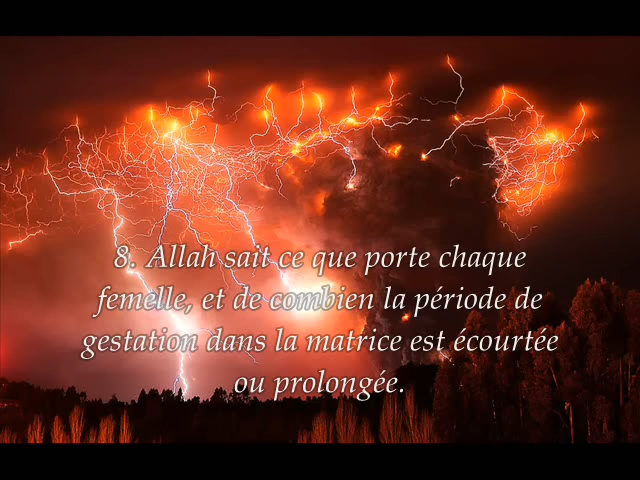 8. Allah sait ce que porte chaque
femelle, et de combien la période de
gestation dans la matrice est écourtée
ou prolongée.